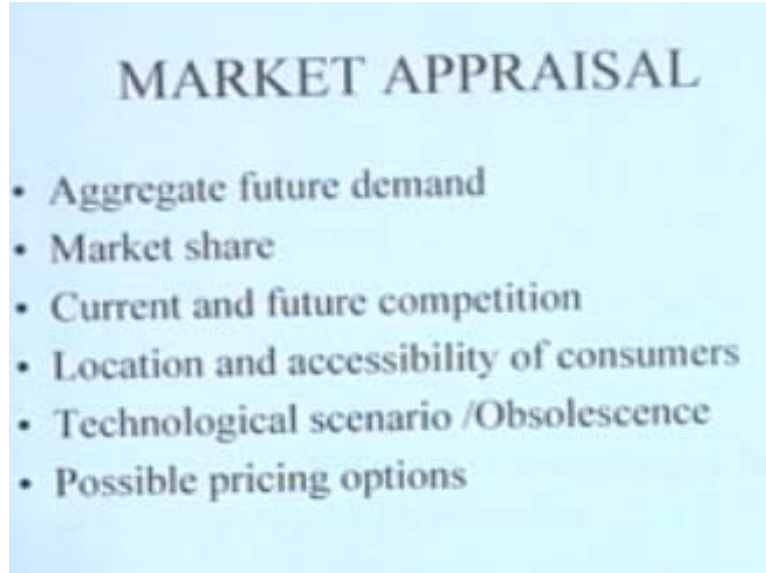 MARKET APPRAISAL
• Aggregate future demand
• Market share
• Current and future competition
• Location and accessibility of consumers
• Technological scenario /Obsolescence
• Possible pricing options